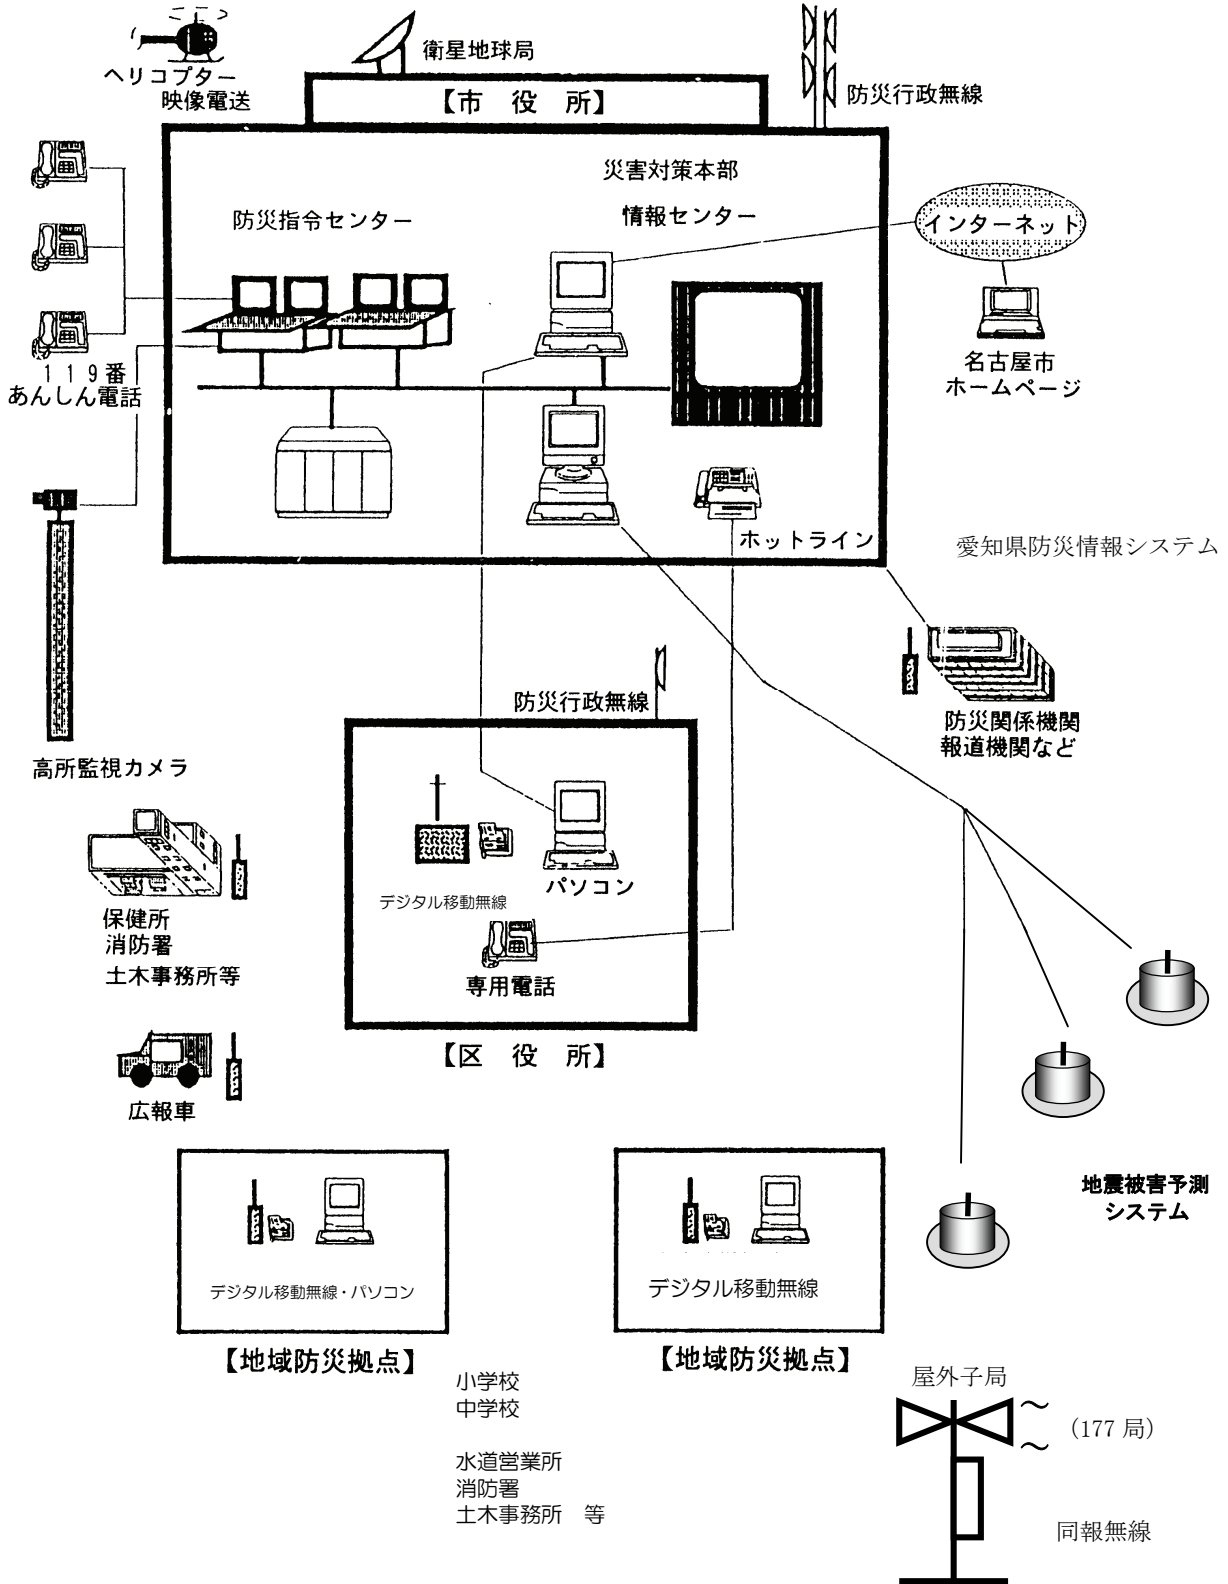 衛星地球局
ヘリコプター
映像電送
【市 役 所】
防災行政無線
災害対策本部
情報センター
防災指令センター
インターネット
名古屋市
ホームページ
119番
あんしん電話
ホットライン
愛知県防災情報システム
防災行政無線
防災関係機関
報道機関など
高所監視カメラ
パソコン
デジタル移動無線
保健所
消防署
土木事務所等
専用電話
【区 役 所】
広報車
地震被害予測
システム
デジタル移動無線・パソコン
デジタル移動無線
【地域防災拠点】
【地域防災拠点】
小学校
中学校
水道営業所
消防署
土木事務所 等
屋外子局
(177 局)
同報無線